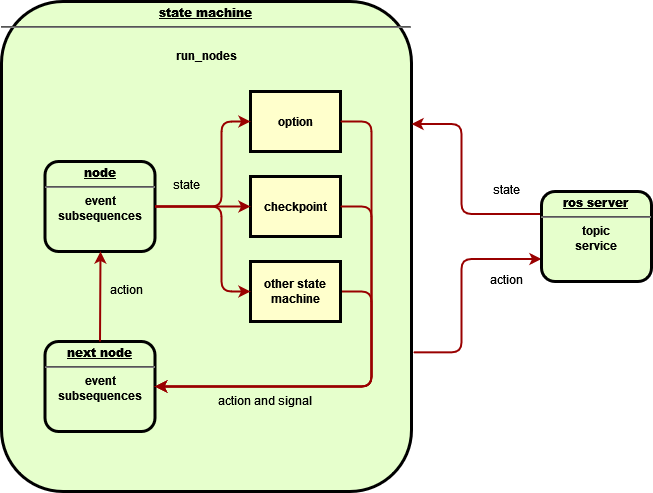 state machine
run_nodes
option
node
event
subsequences
state
checkpoint
other state
machine
action
next node
event
subsequences
action and signal
state
ros server
topic
service
action